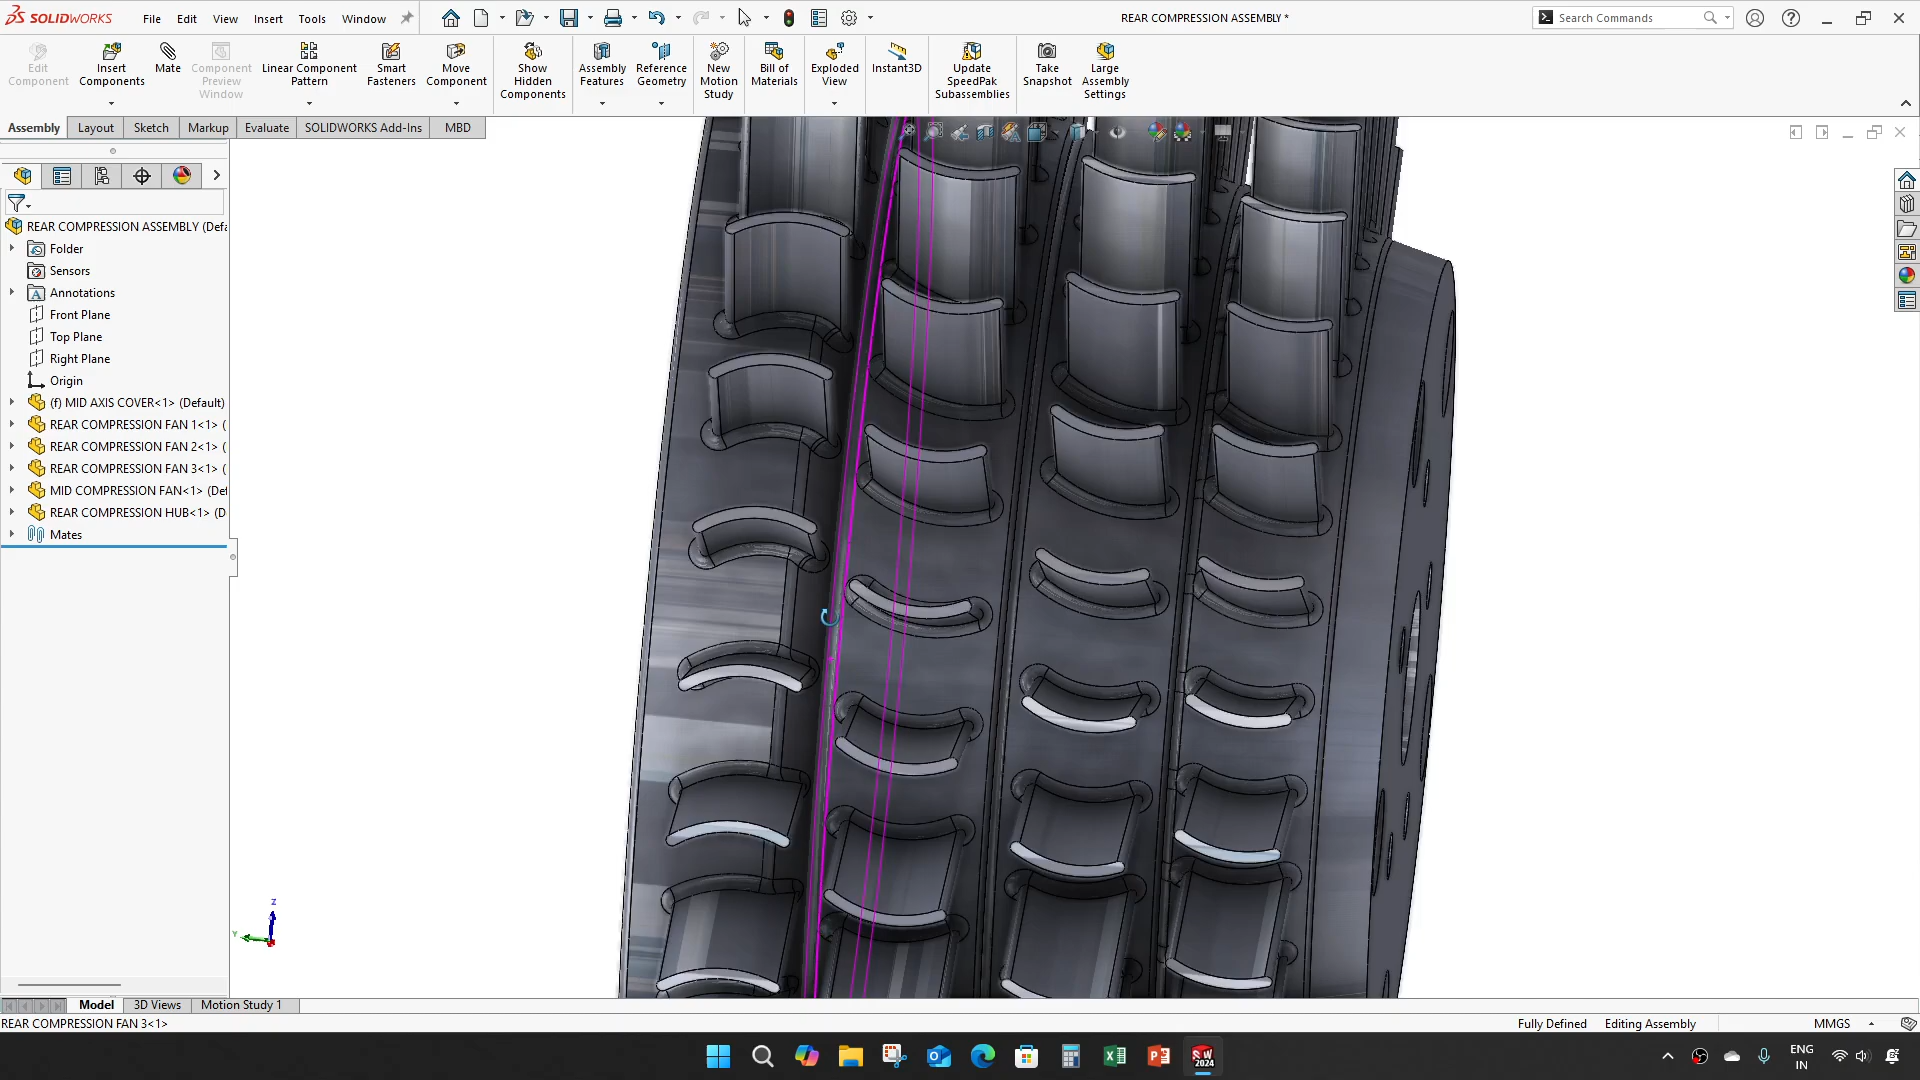 SOLIDWORKS File Edit View Insert Tools Window REAR COMPRESSION ASSEMBLY * Search Commands
Edit Component
Insert Components
Mate
Component Preview Window
Linear Component Pattern
Smart Fasteners
Move Component
Show Hidden Components
Assembly Features
Reference Geometry
New Motion Study
Bill of Materials
Exploded View
Instant3D
Update SpeedPak Subassemblies
Take Snapshot
Large Assembly Settings
Assembly Layout Sketch Markup Evaluate SOLIDWORKS Add-Ins MBD
REAR COMPRESSION ASSEMBLY (Defa
Folder
Sensors
Annotations
Front Plane
Top Plane
Right Plane
Origin
(f) MID AXIS COVER<1> (Default)
REAR COMPRESSION FAN 1<1> (
REAR COMPRESSION FAN 2<1> (
REAR COMPRESSION FAN 3<1> (
MID COMPRESSION FAN<1> (Def
REAR COMPRESSION HUB<1> (D
Mates
Z
Y
Model 3D Views Motion Study 1
REAR COMPRESSION FAN 3<1> Fully Defined Editing Assembly MMGS
SW 2024
ENG
IN